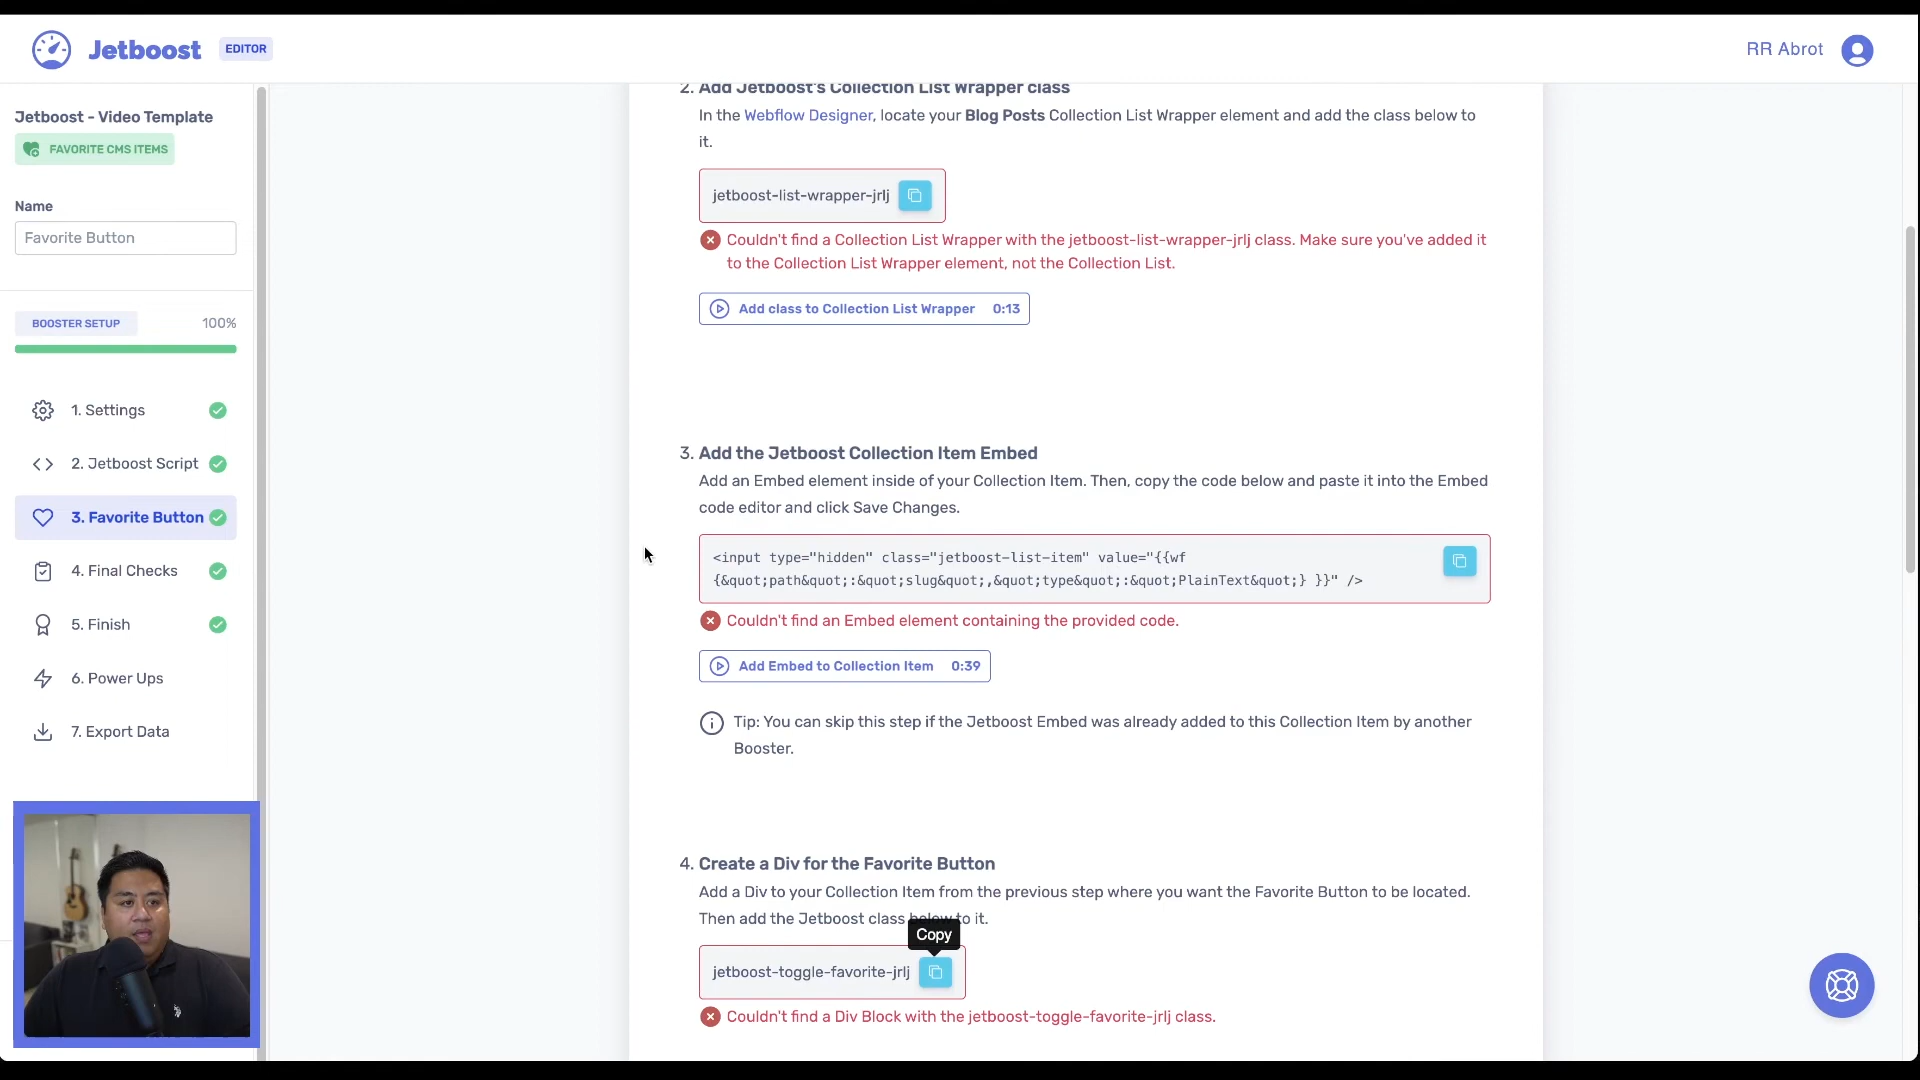 Jetboost
EDITOR
RR Abrot
Jetboost - Video Template
FAVORITE CMS ITEMS
Name
Favorite Button
BOOSTER SETUP
100%
1. Settings
2. Jetboost Script
3. Favorite Button
4. Final Checks
5. Finish
6. Power Ups
7. Export Data
2. Add Jetboost's Collection List Wrapper class
In the Webflow Designer, locate your Blog Posts Collection List Wrapper element and add the class below to
it.
jetboost-list-wrapper-jrlj
Couldn't find a Collection List Wrapper with the jetboost-list-wrapper-jrlj class. Make sure you've added it
to the Collection List Wrapper element, not the Collection List.
Add class to Collection List Wrapper 0:13
3. Add the Jetboost Collection Item Embed
Add an Embed element inside of your Collection Item. Then, copy the code below and paste it into the Embed
code editor and click Save Changes.
<input type="hidden" class="jetboost-list-item" value="{{wf
{&quot;path&quot;:&quot;slug&quot;,&quot;type&quot;:&quot;PlainText&quot;} }}" />
Couldn't find an Embed element containing the provided code.
Add Embed to Collection Item 0:39
Tip: You can skip this step if the Jetboost Embed was already added to this Collection Item by another
Booster.
4. Create a Div for the Favorite Button
Add a Div to your Collection Item from the previous step where you want the Favorite Button to be located.
Then add the Jetboost class below to it.
Copy
jetboost-toggle-favorite-jrlj
Couldn't find a Div Block with the jetboost-toggle-favorite-jrlj class.